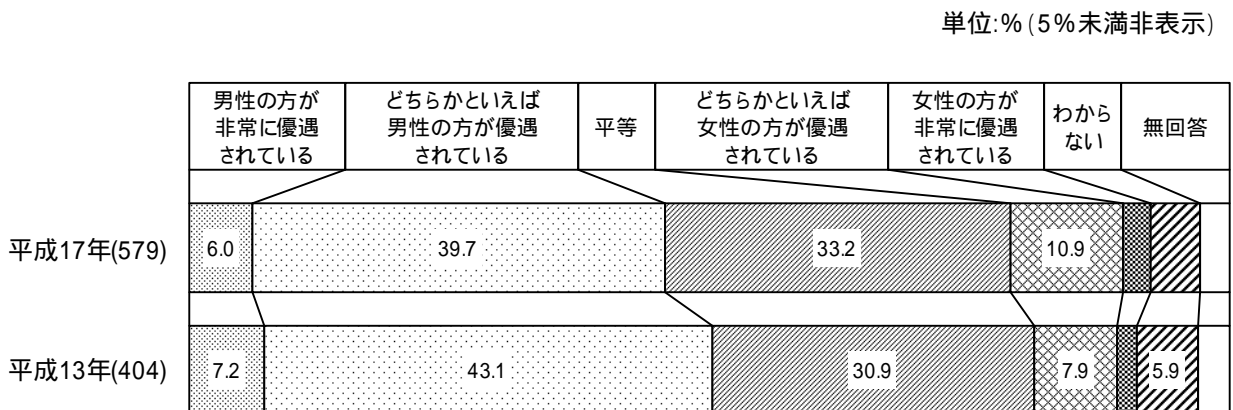 単位:%(5%未満非表示)
男性の方が
非常に優遇
されている
どちらかといえば
男性の方が優遇
されている
平等
どちらかといえば
女性の方が優遇
されている
女性の方が
非常に優遇
されている
わから
ない
無回答
平成17年(579)
6.0
39.7
33.2
10.9
平成13年(404)
7.2
43.1
30.9
7.9
5.9